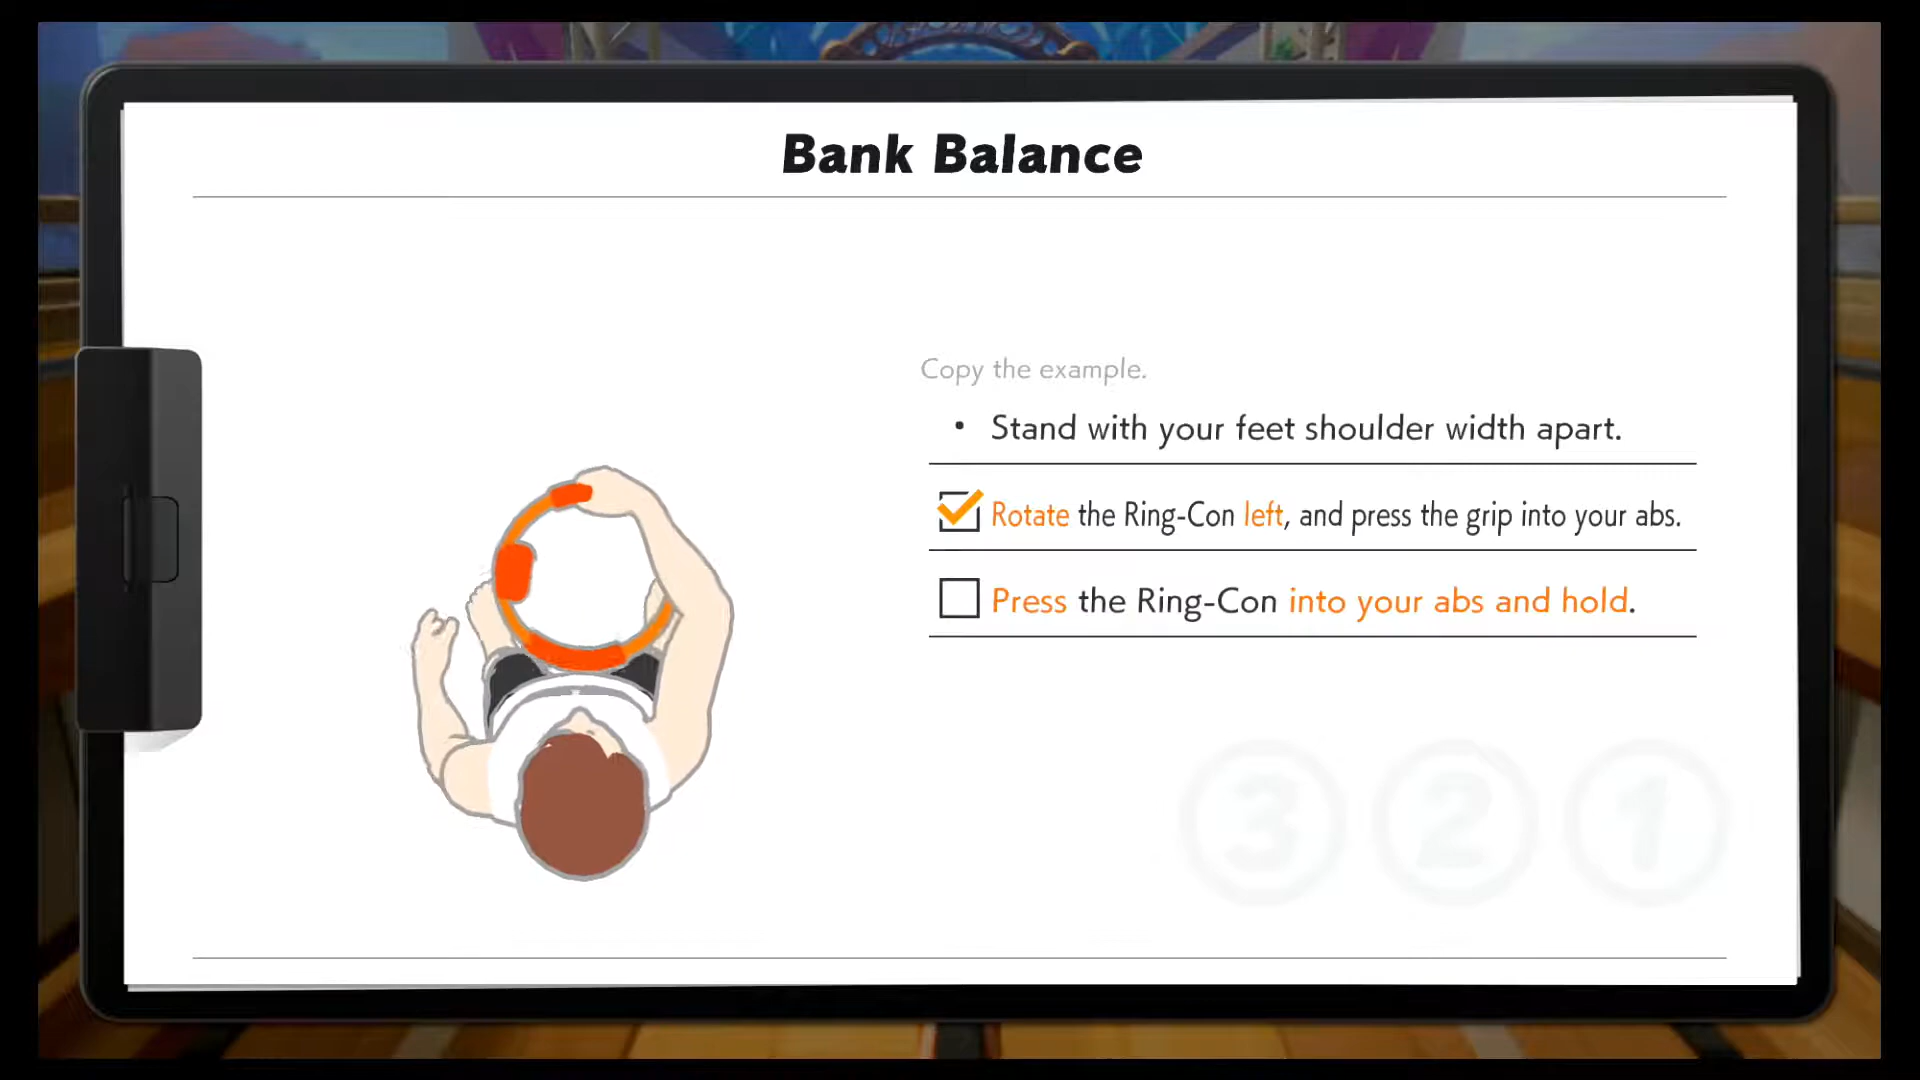 Bank Balance
Copy the example.
• Stand with your feet shoulder width apart.
Rotate the Ring-Con left, and press the grip into your abs.
Press the Ring-Con into your abs and hold.
3 2 1